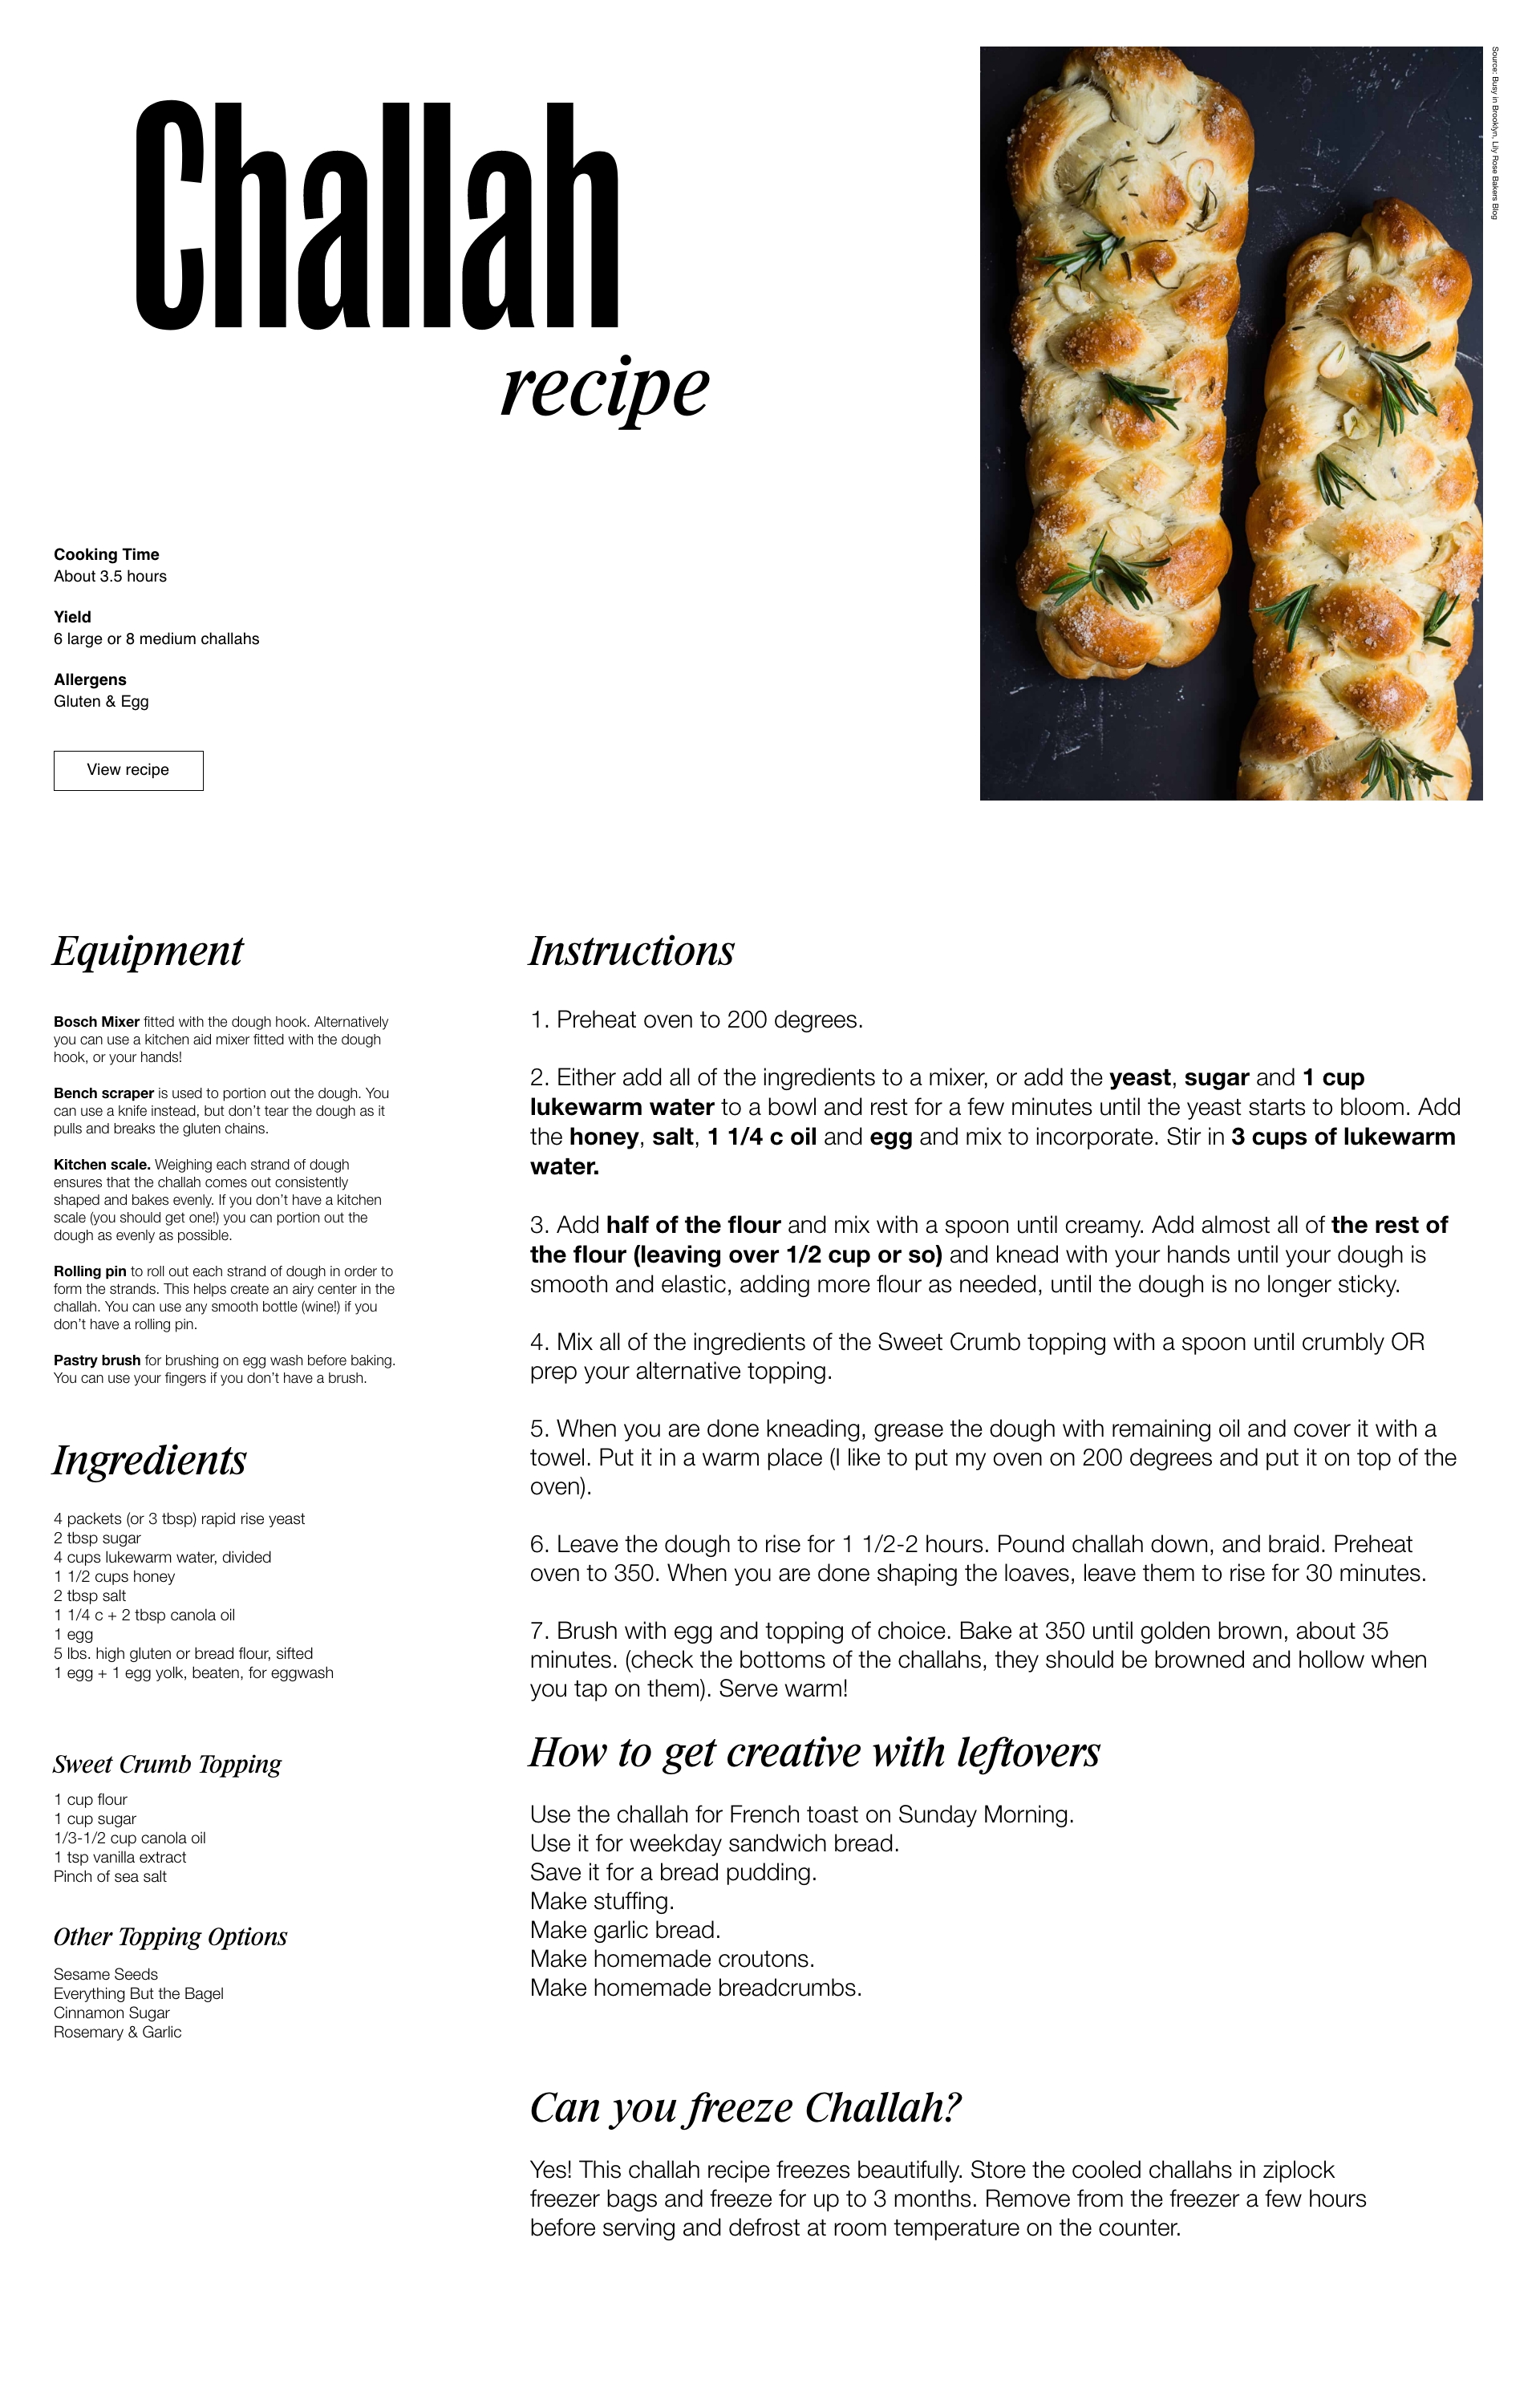 Challah
recipe
Source: Busy in Brooklyn, Lily Rose Bakers Blog
Cooking Time
About 3.5 hours
Yield
6 large or 8 medium challahs
Allergens
Gluten & Egg
View recipe
Equipment
Bosch Mixer fitted with the dough hook. Alternatively
you can use a kitchen aid mixer fitted with the dough
hook, or your hands!
Bench scraper is used to portion out the dough. You
can use a knife instead, but don’t tear the dough as it
pulls and breaks the gluten chains.
Kitchen scale. Weighing each strand of dough
ensures that the challah comes out consistently
shaped and bakes evenly. If you don’t have a kitchen
scale (you should get one!) you can portion out the
dough as evenly as possible.
Rolling pin to roll out each strand of dough in order to
form the strands. This helps create an airy center in the
challah. You can use any smooth bottle (wine!) if you
don’t have a rolling pin.
Pastry brush for brushing on egg wash before baking.
You can use your fingers if you don’t have a brush.
Ingredients
4 packets (or 3 tbsp) rapid rise yeast
2 tbsp sugar
4 cups lukewarm water, divided
1 1/2 cups honey
2 tbsp salt
1 1/4 c + 2 tbsp canola oil
1 egg
5 lbs. high gluten or bread flour, sifted
1 egg + 1 egg yolk, beaten, for eggwash
Sweet Crumb Topping
1 cup flour
1 cup sugar
1/3-1/2 cup canola oil
1 tsp vanilla extract
Pinch of sea salt
Other Topping Options
Sesame Seeds
Everything But the Bagel
Cinnamon Sugar
Rosemary & Garlic
Instructions
1. Preheat oven to 200 degrees.
2. Either add all of the ingredients to a mixer, or add the yeast, sugar and 1 cup
lukewarm water to a bowl and rest for a few minutes until the yeast starts to bloom. Add
the honey, salt, 1 1/4 c oil and egg and mix to incorporate. Stir in 3 cups of lukewarm
water.
3. Add half of the flour and mix with a spoon until creamy. Add almost all of the rest of
the flour (leaving over 1/2 cup or so) and knead with your hands until your dough is
smooth and elastic, adding more flour as needed, until the dough is no longer sticky.
4. Mix all of the ingredients of the Sweet Crumb topping with a spoon until crumbly OR
prep your alternative topping.
5. When you are done kneading, grease the dough with remaining oil and cover it with a
towel. Put it in a warm place (I like to put my oven on 200 degrees and put it on top of the
oven).
6. Leave the dough to rise for 1 1/2-2 hours. Pound challah down, and braid. Preheat
oven to 350. When you are done shaping the loaves, leave them to rise for 30 minutes.
7. Brush with egg and topping of choice. Bake at 350 until golden brown, about 35
minutes. (check the bottoms of the challahs, they should be browned and hollow when
you tap on them). Serve warm!
How to get creative with leftovers
Use the challah for French toast on Sunday Morning.
Use it for weekday sandwich bread.
Save it for a bread pudding.
Make stuffing.
Make garlic bread.
Make homemade croutons.
Make homemade breadcrumbs.
Can you freeze Challah?
Yes! This challah recipe freezes beautifully. Store the cooled challahs in ziplock
freezer bags and freeze for up to 3 months. Remove from the freezer a few hours
before serving and defrost at room temperature on the counter.